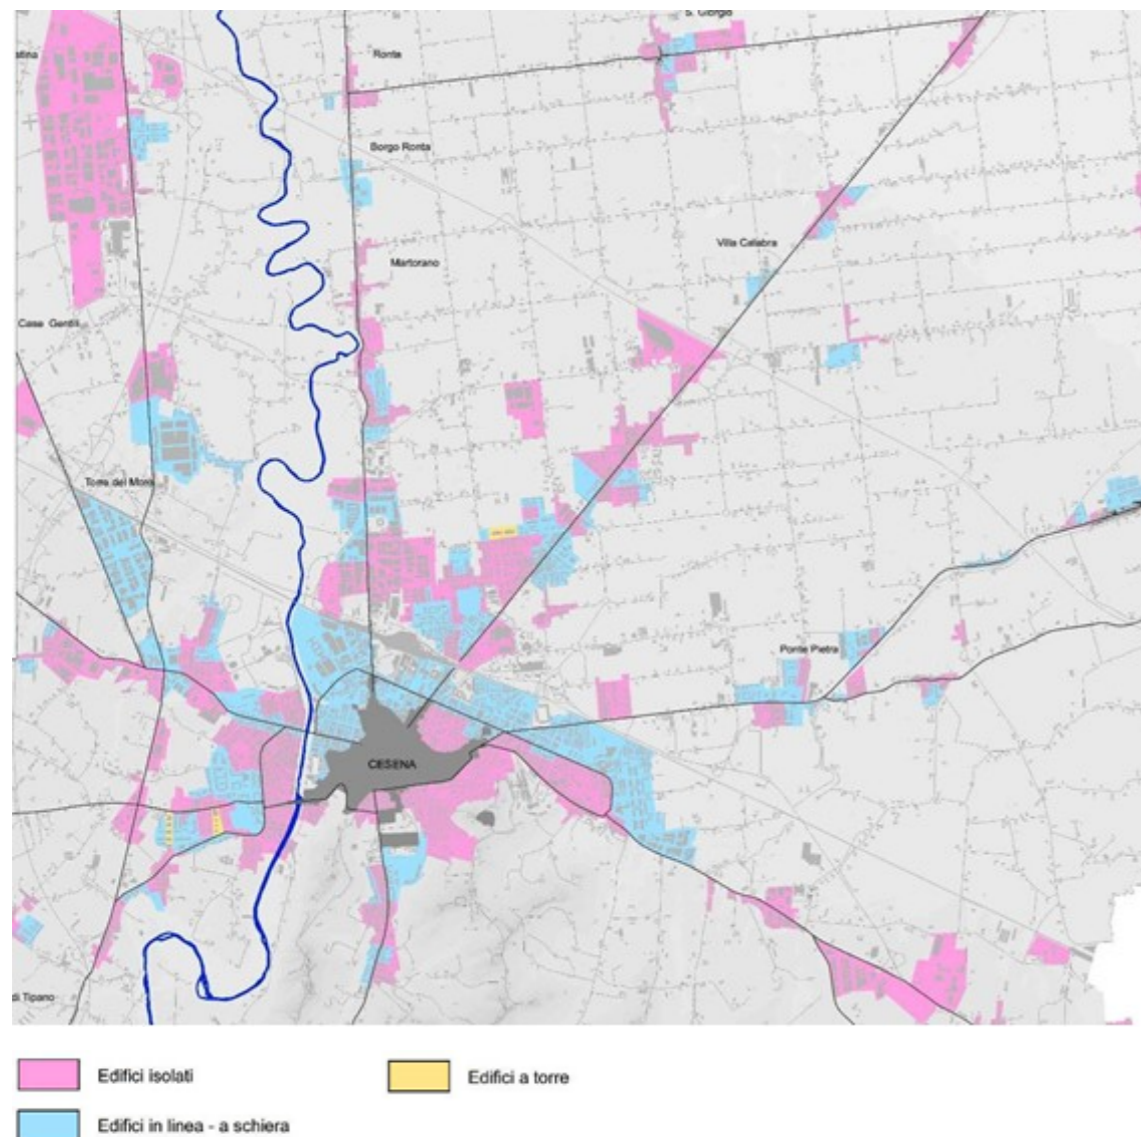 S. Giorgio
Ronta
Borgo Ronta
Villa Calabra
Martorano
Case Gentili
Torre del Moro
Ponte Pietra
CESENA
di Tipano
Edifici isolati
Edifici a torre
Edifici in linea - a schiera